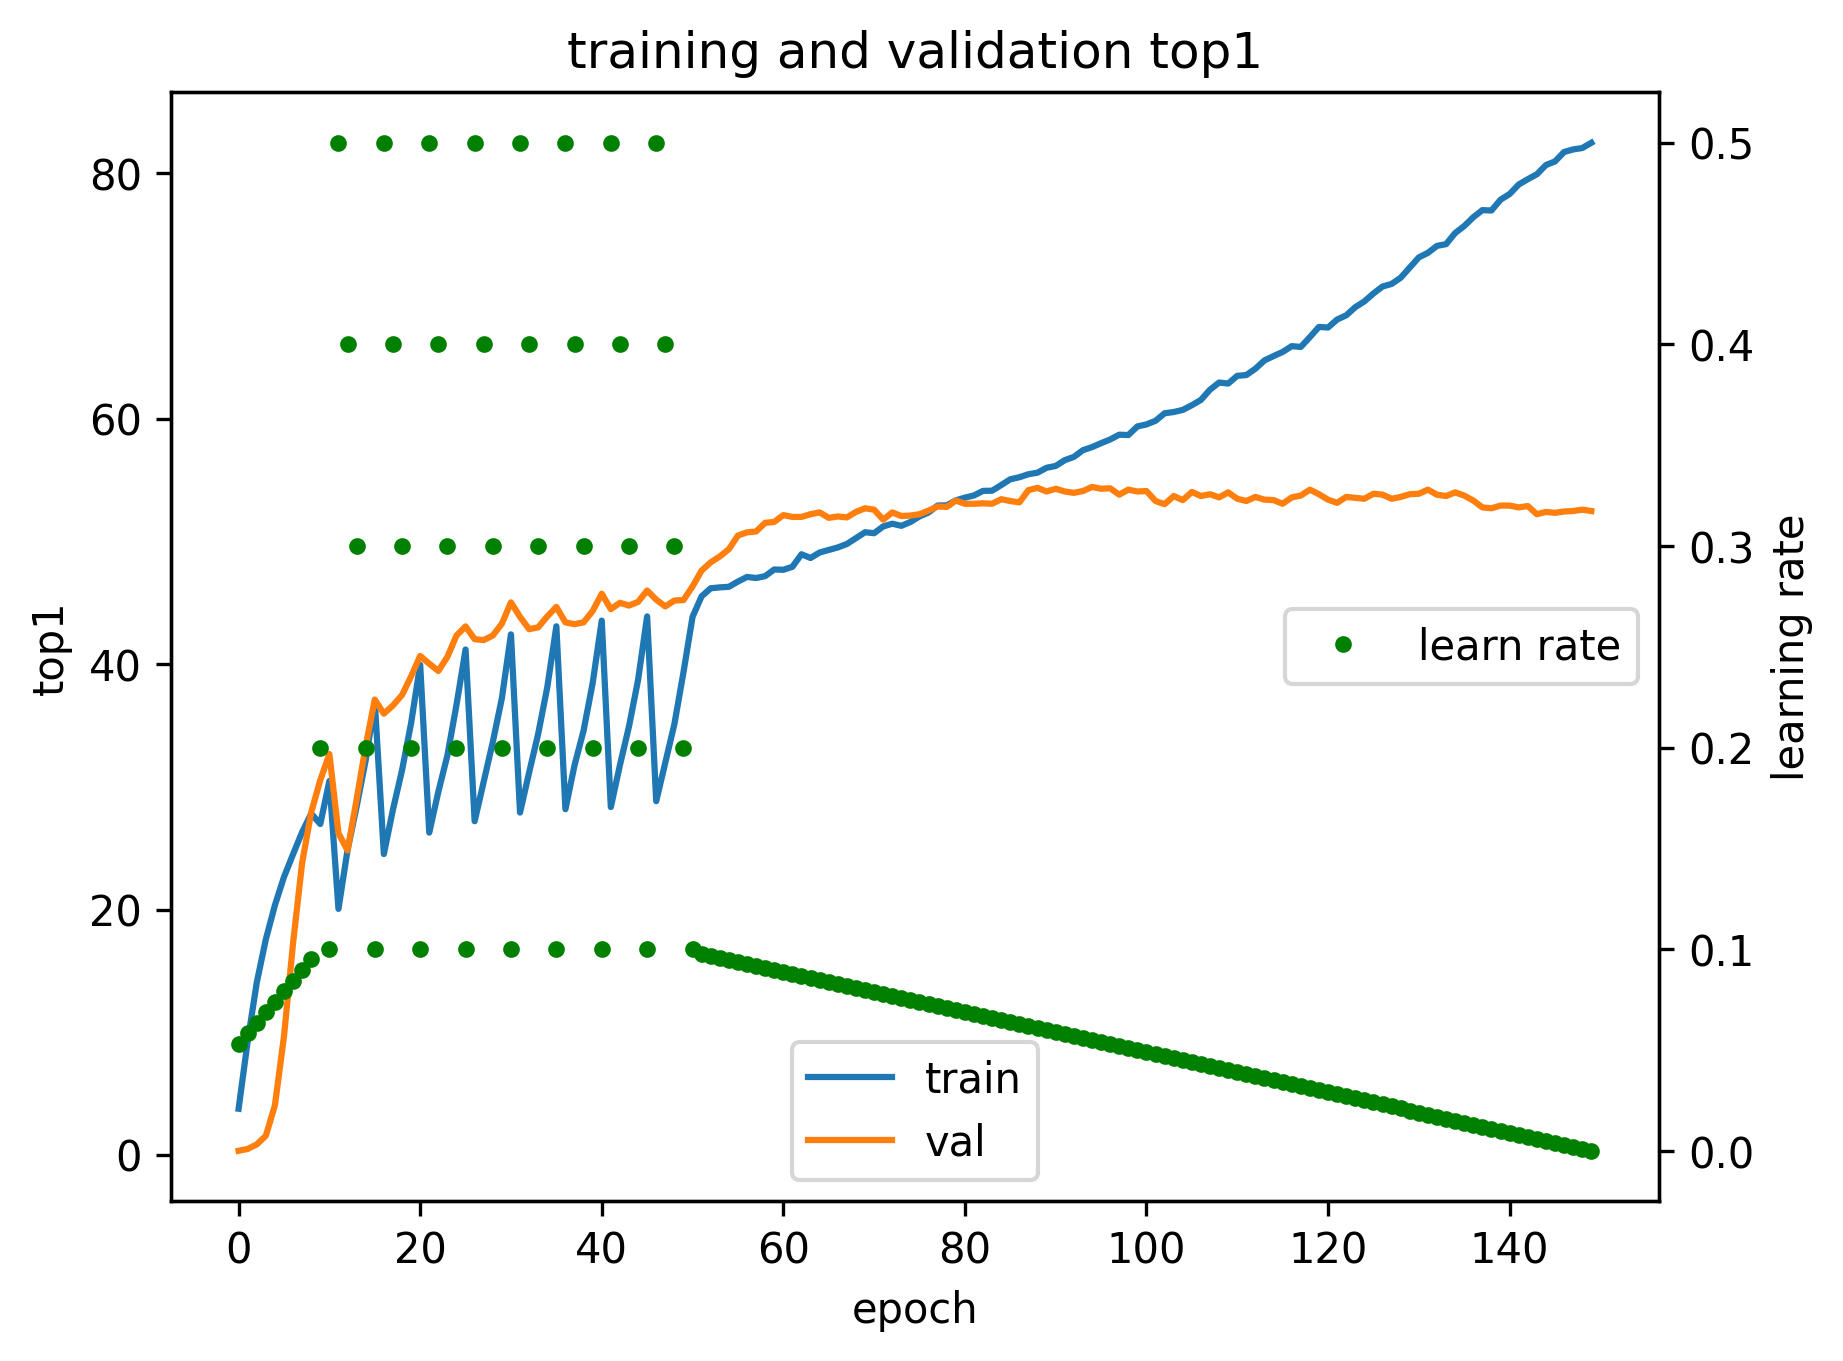 training and validation top1
80
60
40
20
0
top1
0.5
0.4
0.3
0.2
0.1
0.0
learning rate
learn rate
train
val
0 20 40 60 80 100 120 140
epoch